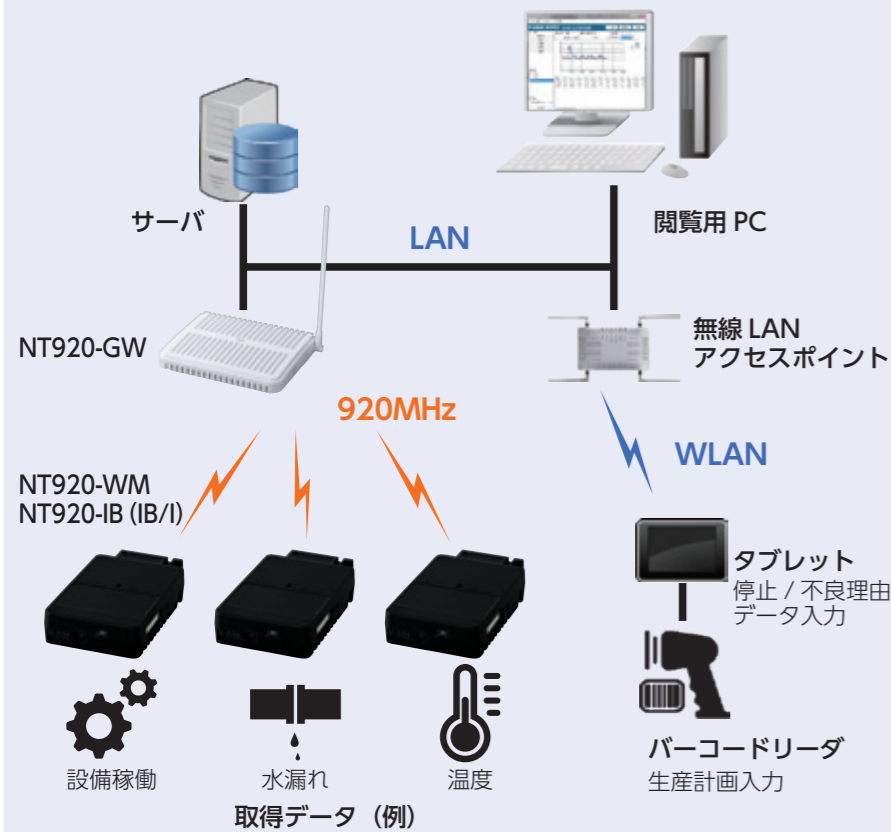 サーバ
閲覧用 PC
LAN
NT920-GW
無線 LAN
アクセスポイント
920MHz
WLAN
NT920-WM
NT920-IB (IB/I)
タブレット
停止 / 不良理由
データ入力
設備稼働
水漏れ
温度
バーコードリーダ
生産計画入力
取得データ（例）